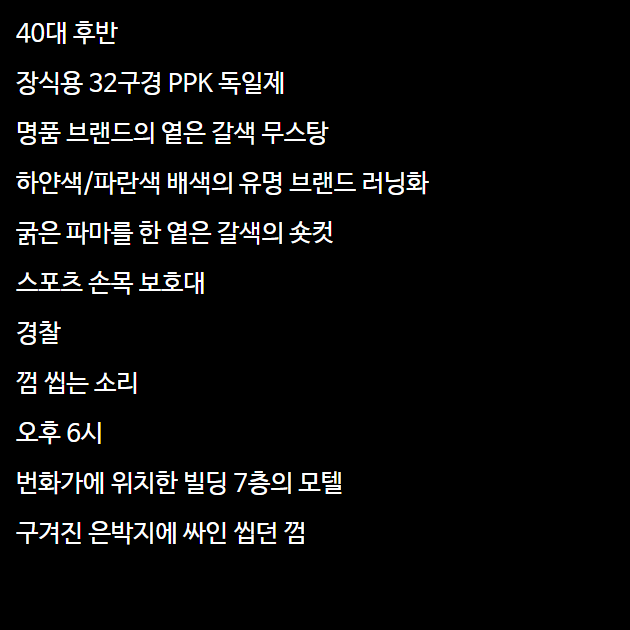 40대 후반
장식용 32구경 PPK 독일제
명품 브랜드의 옅은 갈색 무스탕
하얀색/파란색 배색의 유명 브랜드 러닝화
굵은 파마를 한 옅은 갈색의 숏컷
스포츠 손목 보호대
경찰
껌 씹는 소리
오후 6시
번화가에 위치한 빌딩 7층의 모텔
구겨진 은박지에 싸인 씹던 껌